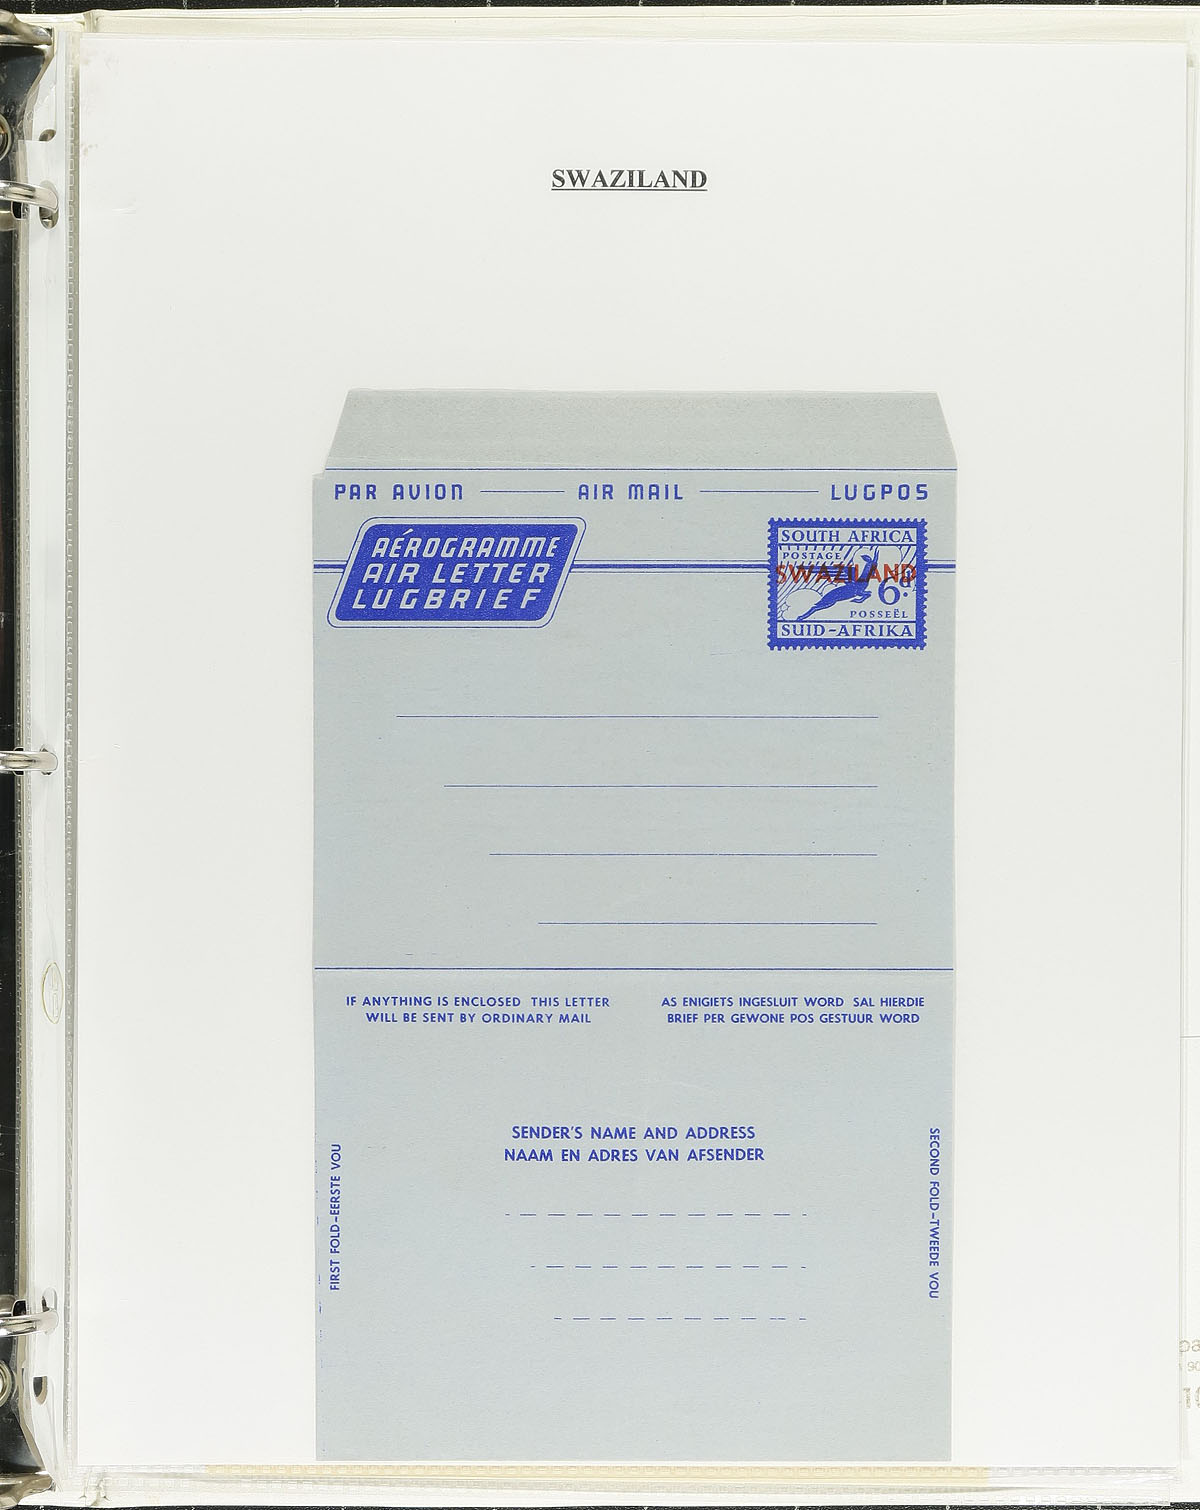 SWAZILAND
PAR AVION AIR MAIL LUGPOS
AÉROGRAMME
AIR LETTER
LUGBRIEF
SOUTH AFRICA
POSTAGE
SWAZILAND
6d.
POSSEËL
SUID-AFRIKA
IF ANYTHING IS ENCLOSED THIS LETTER
WILL BE SENT BY ORDINARY MAIL
AS ENIGIETS INGESLUIT WORD SAL HIERDIE
BRIEF PER GEWONE POS GESTUUR WORD
SENDER'S NAME AND ADDRESS
NAAM EN ADRES VAN AFSENDER
FIRST FOLD-EERSTE VOU
SECOND FOLD-TWEEDE VOU